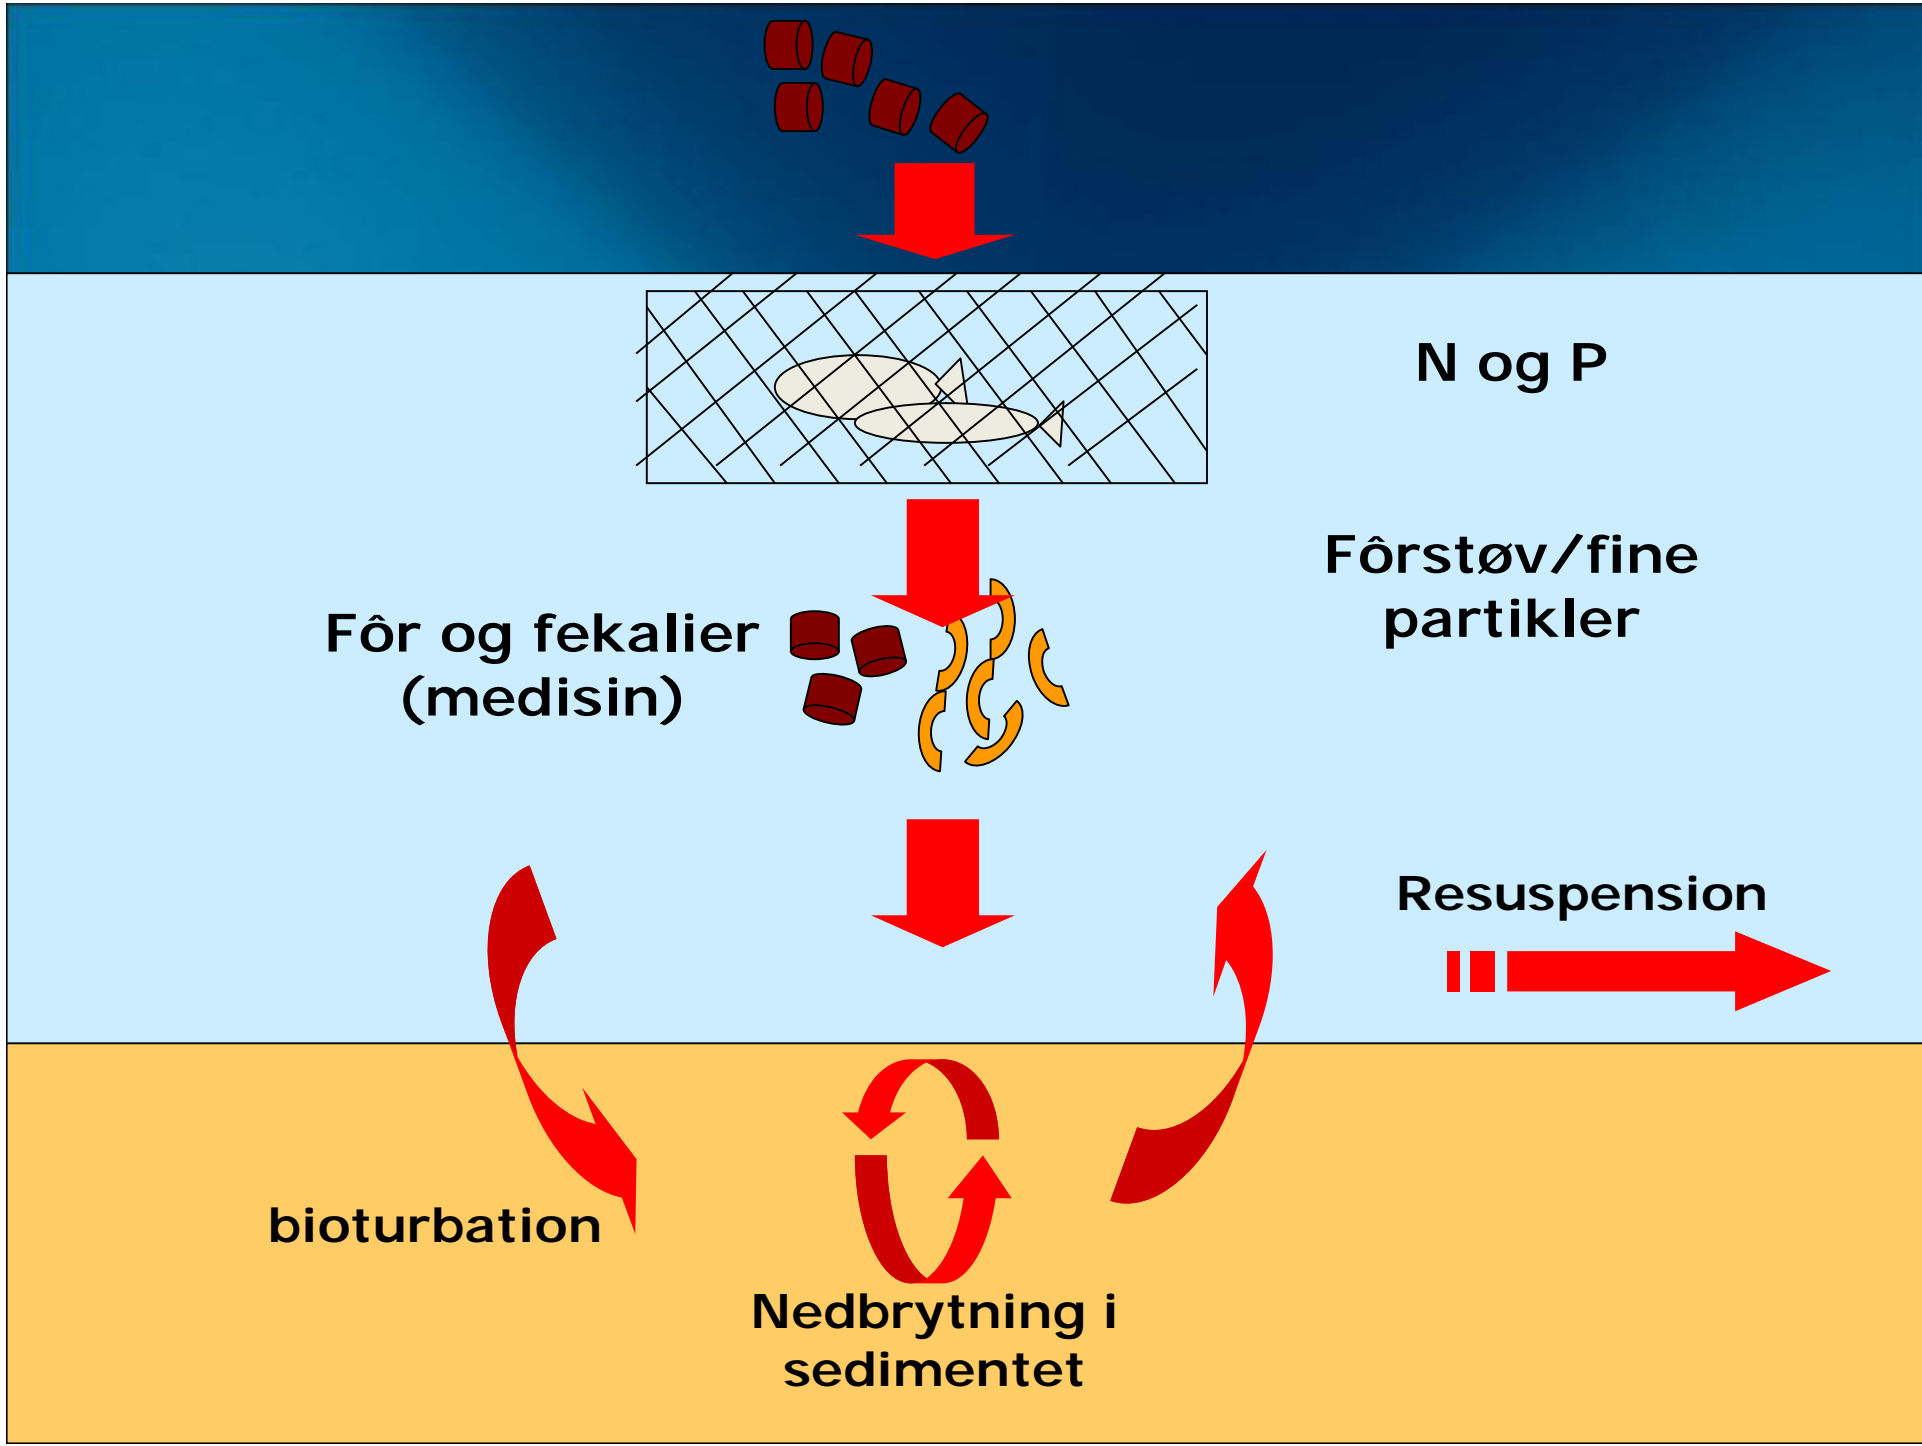 N og P
Fôrstøv/fine
partikler
Fôr og fekalier
(medisin)
Resuspension
bioturbation
Nedbrytning i
sedimentet